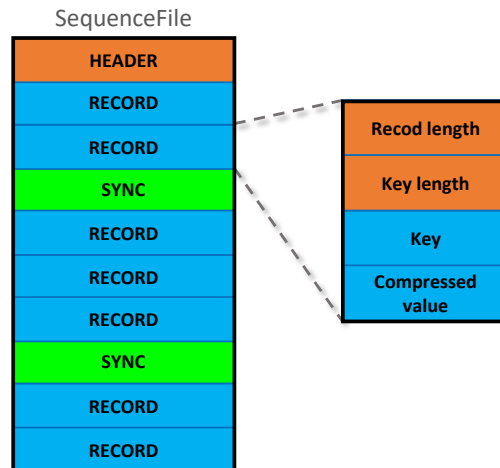 SequenceFile
HEADER
RECORD
RECORD
SYNC
RECORD
RECORD
RECORD
SYNC
RECORD
RECORD
Recod length
Key length
Key
Compressed
value